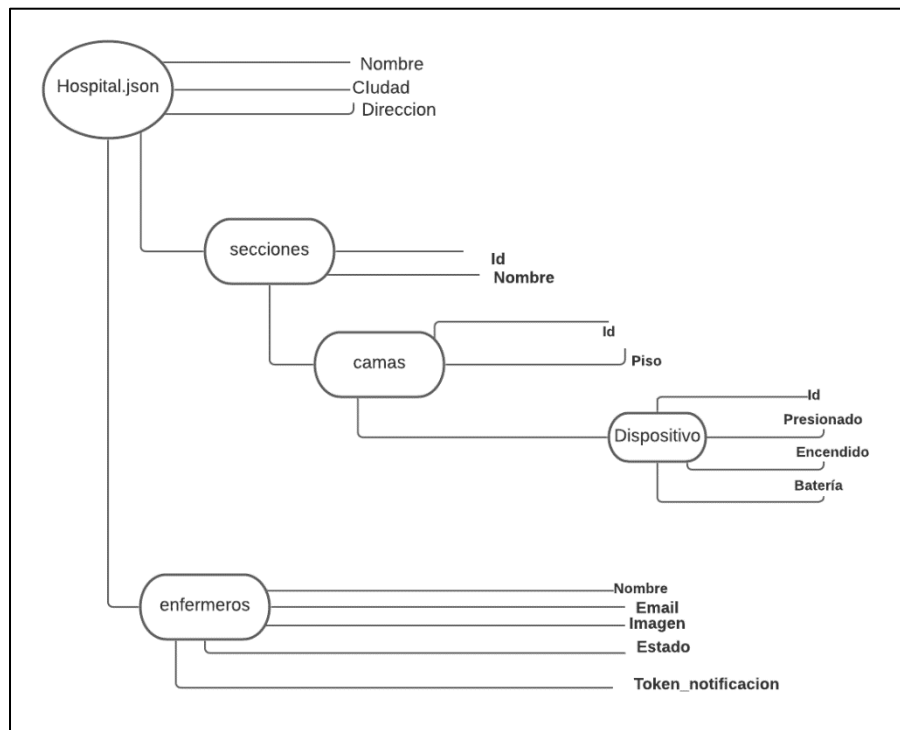 Hospital.json
Nombre
CIudad
Direccion
secciones
Id
Nombre
camas
Id
Piso
Dispositivo
Id
Presionado
Encendido
Batería
enfermeros
Nombre
Email
Imagen
Estado
Token_notificacion